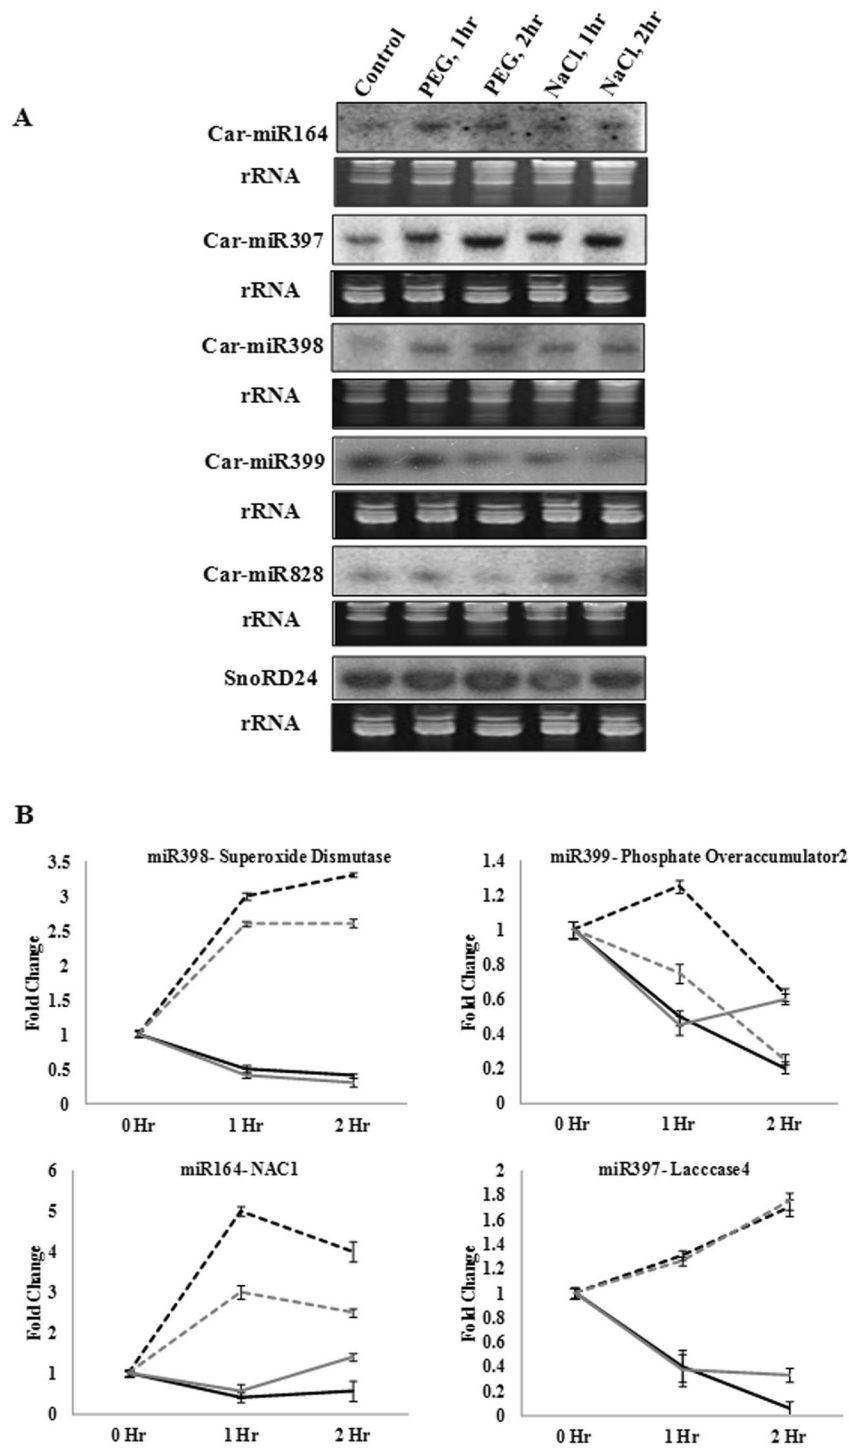 Control PEG, 1hr PEG, 2hr NaCl, 1hr NaCl, 2hr
A
Car-miR164
rRNA
Car-miR397
rRNA
Car-miR398
rRNA
Car-miR399
rRNA
Car-miR828
rRNA
SnoRD24
rRNA
B
miR398- Superoxide Dismutase
Fold Change
3.5
3
2.5
2
1.5
1
0.5
0
0 Hr 1 Hr 2 Hr
miR399- Phosphate Overaccumulator2
Fold Change
1.4
1.2
1
0.8
0.6
0.4
0.2
0
0 Hr 1 Hr 2 Hr
miR164- NAC1
Fold Change
6
5
4
3
2
1
0
0 Hr 1 Hr 2 Hr
miR397- Lacccase4
Fold Change
2
1.8
1.6
1.4
1.2
1
0.8
0.6
0.4
0.2
0
0 Hr 1 Hr 2 Hr